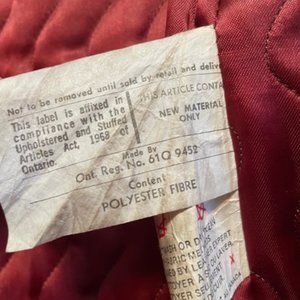 Not to be removed until sold by retail and delive
This label is affixed in
compliance with the
Upholstered and Stuffed
Articles Act, 1968 of
Ontario.
THIS ARTICLE CONTA
NEW MATERIAL
ONLY
Made By
Ont. Reg. No. 61Q 9452
Content
POLYESTER FIBRE